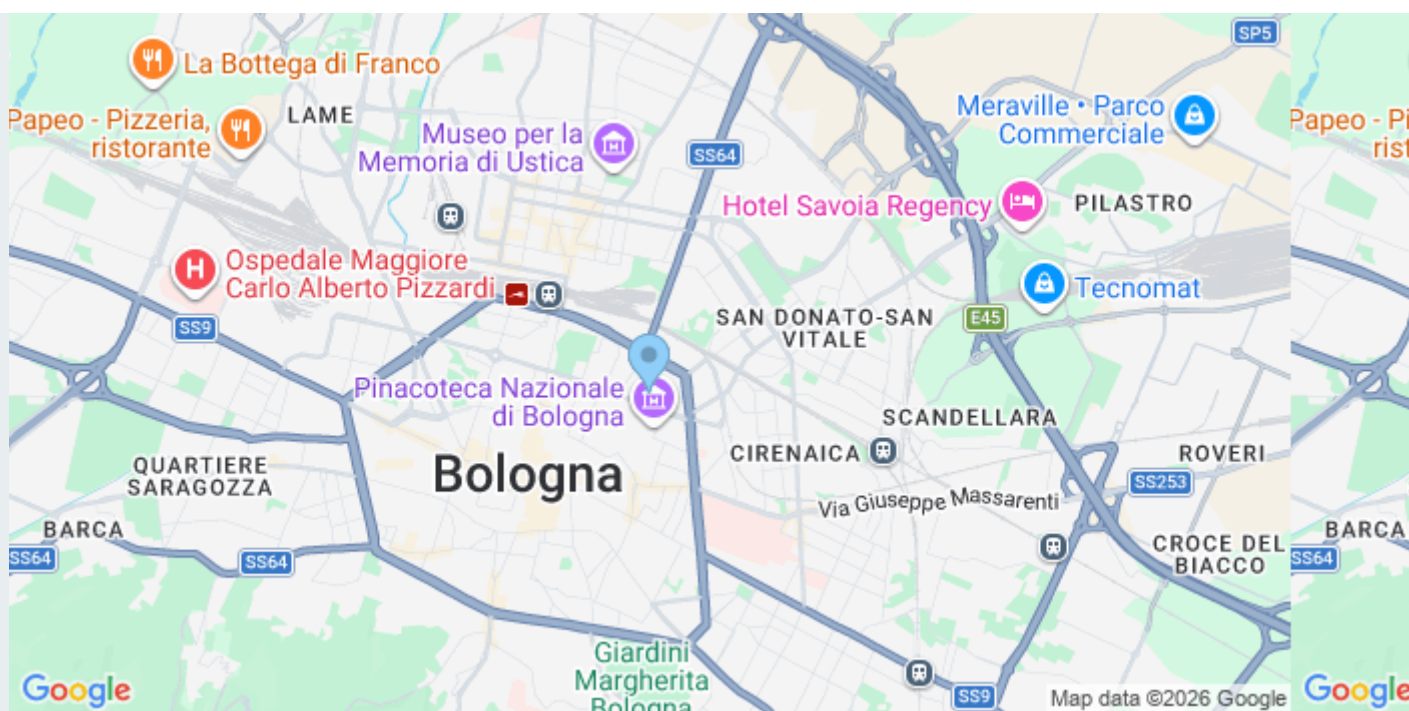 SP5
La Bottega di Franco
Meraville • Parco
Commerciale
LAME
Papeo - Pizzeria,
ristorante
Museo per la
Memoria di Ustica
SS64
Papeo - Pi
rist
Hotel Savoia Regency
PILASTRO
Ospedale Maggiore
Carlo Alberto Pizzardi
H
Tecnomat
SS9
SAN DONATO-SAN
VITALE
E45
Pinacoteca Nazionale
di Bologna
SCANDELLARA
CIRENAICA
ROVERI
QUARTIERE
SARAGOZZA
Bologna
SS253
Via Giuseppe Massarenti
BARCA
BARCA
CROCE DEL
BIACCO
SS64
SS64
SS64
Giardini
Margherita
Bologna
Google
SS9
Map data ©2026 Google
Google